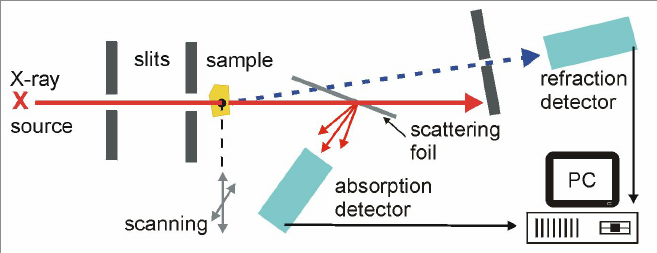 slits
sample
X-ray
X
source
refraction
detector
scattering
foil
PC
absorption
detector
scanning